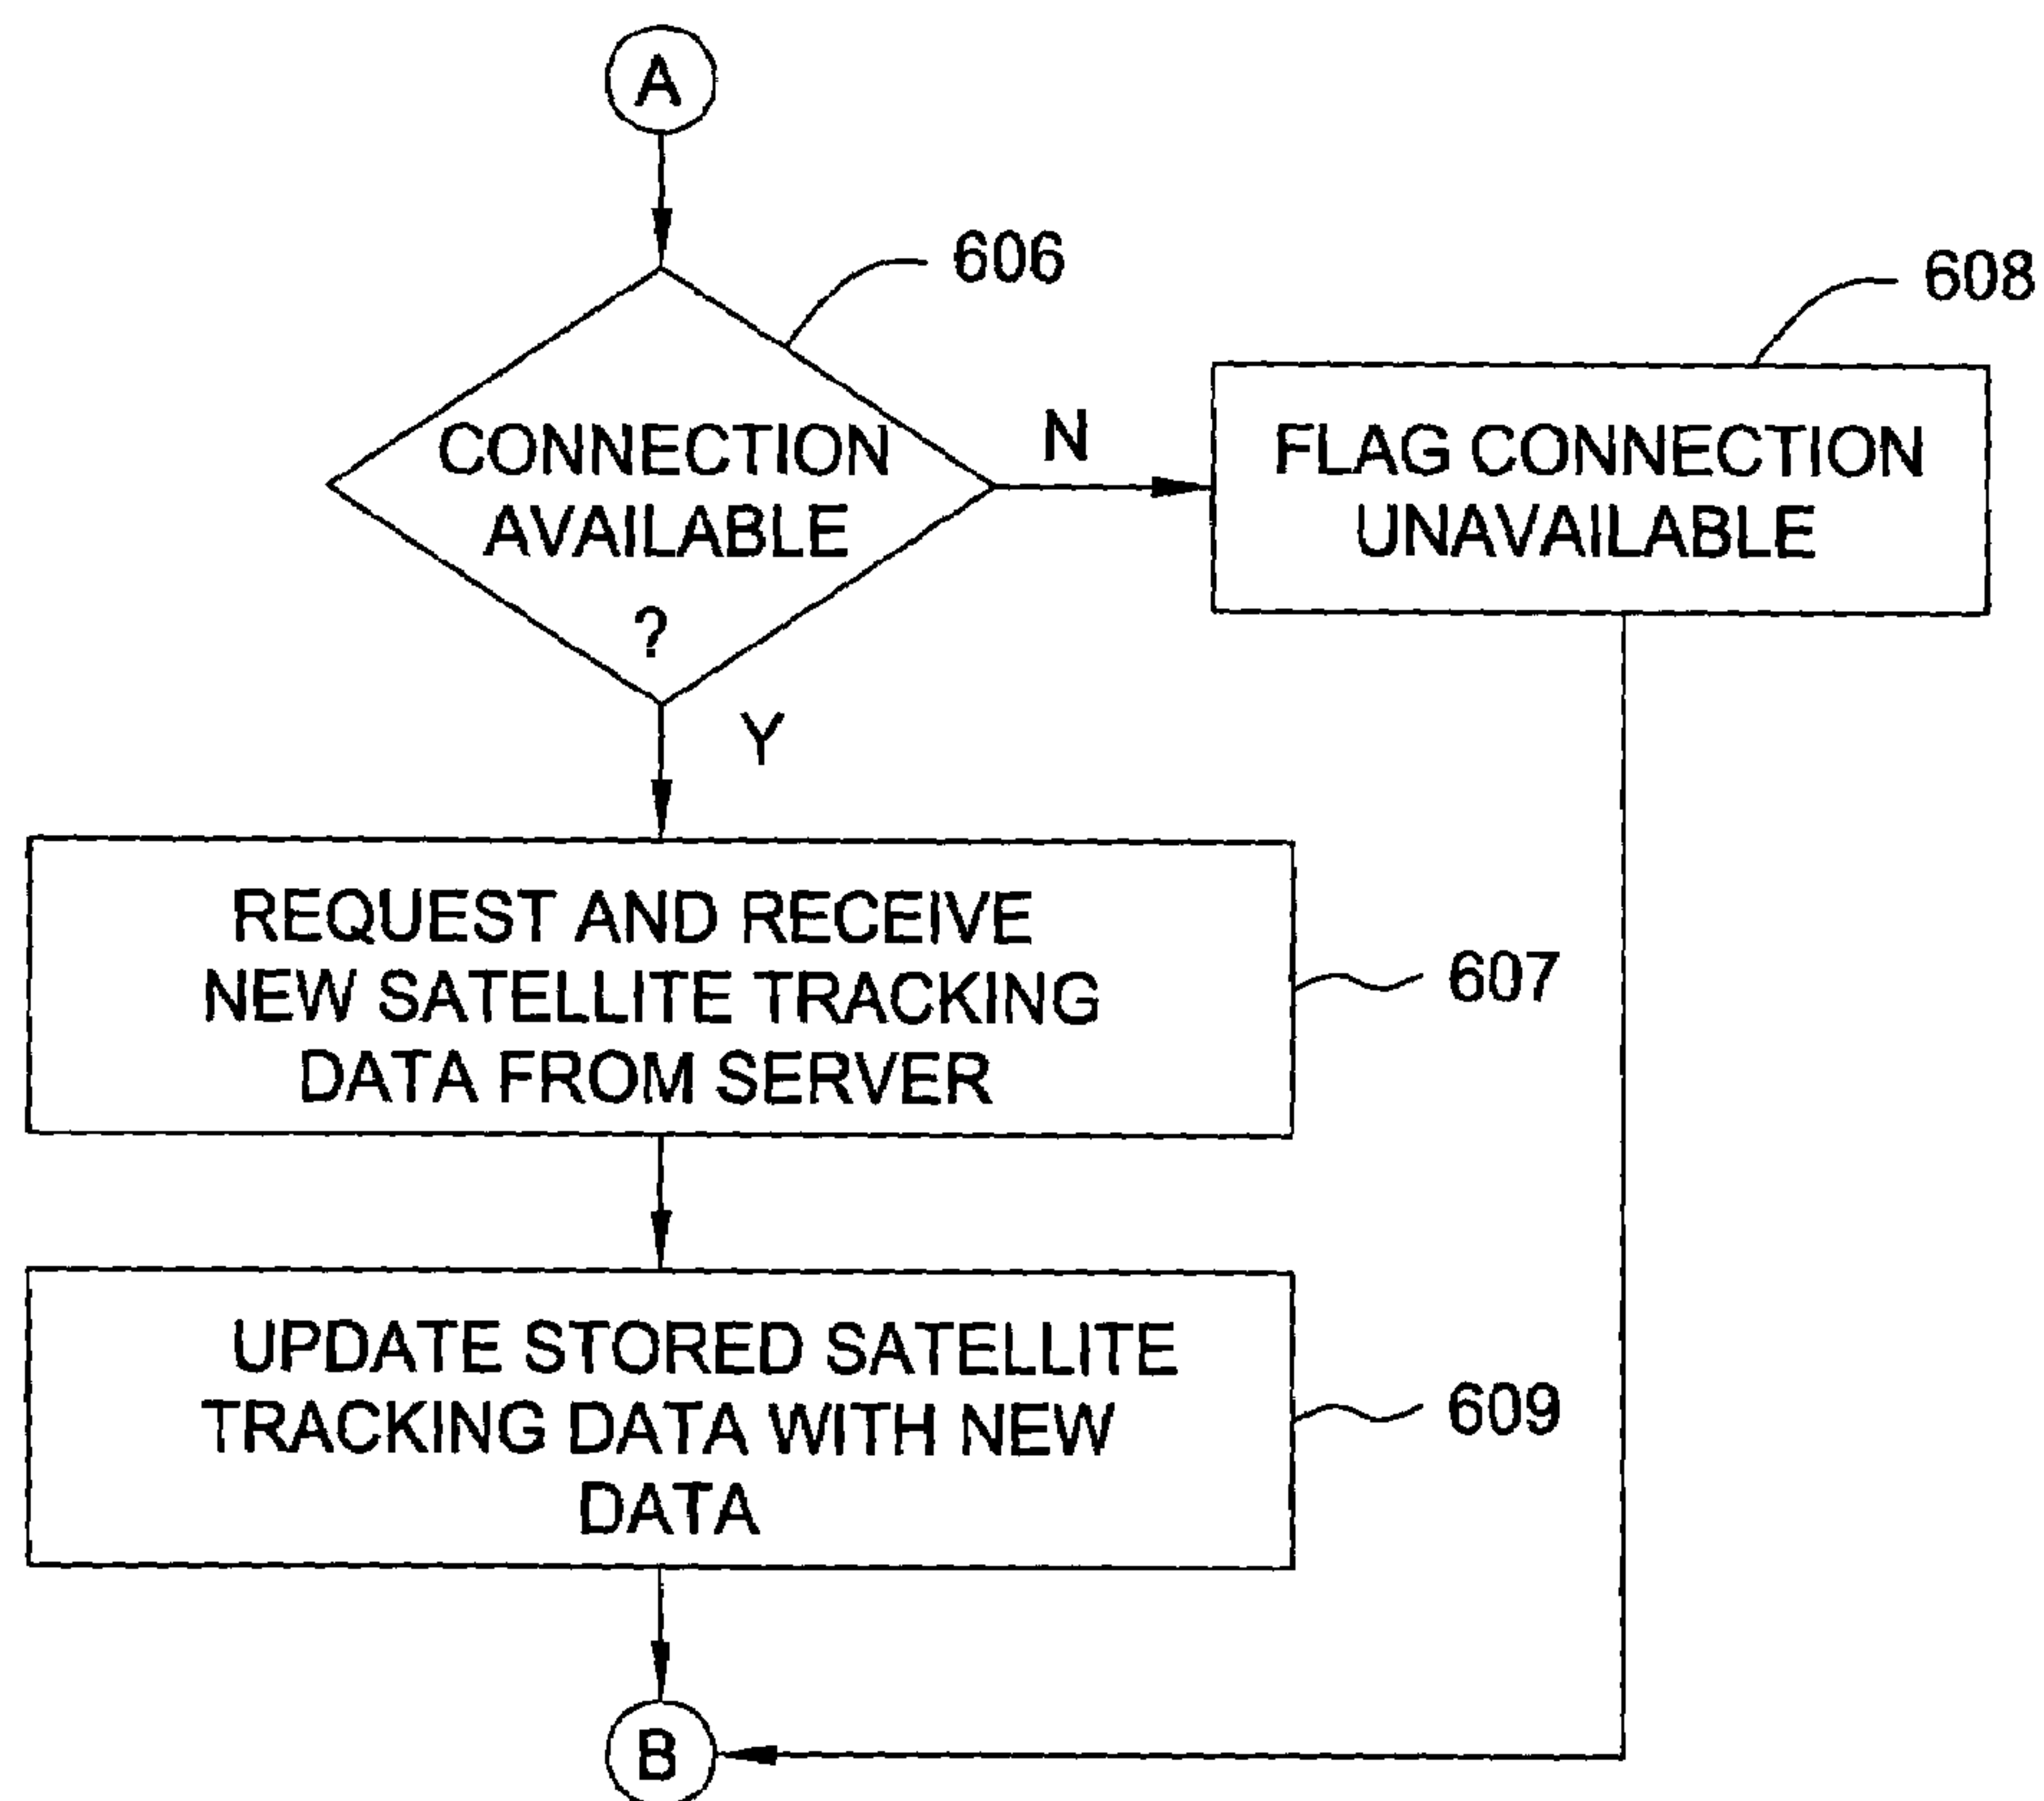 A
606
608
CONNECTION
AVAILABLE
?
N
FLAG CONNECTION
UNAVAILABLE
Y
REQUEST AND RECEIVE
NEW SATELLITE TRACKING
DATA FROM SERVER
607
UPDATE STORED SATELLITE
TRACKING DATA WITH NEW
DATA
609
B